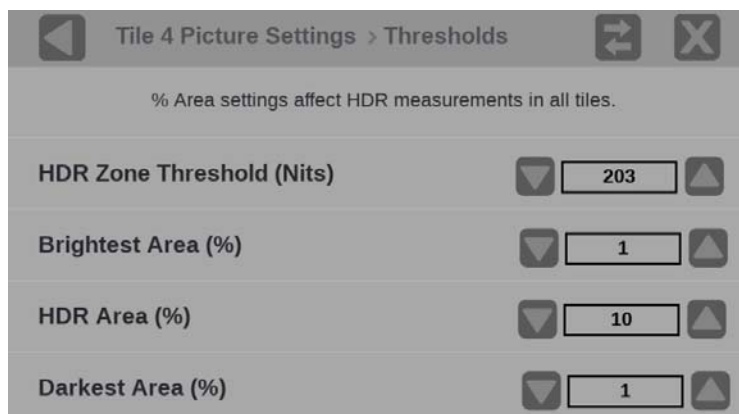 Tile 4 Picture Settings > Thresholds
% Area settings affect HDR measurements in all tiles.
HDR Zone Threshold (Nits) 203
Brightest Area (%) 1
HDR Area (%) 10
Darkest Area (%) 1